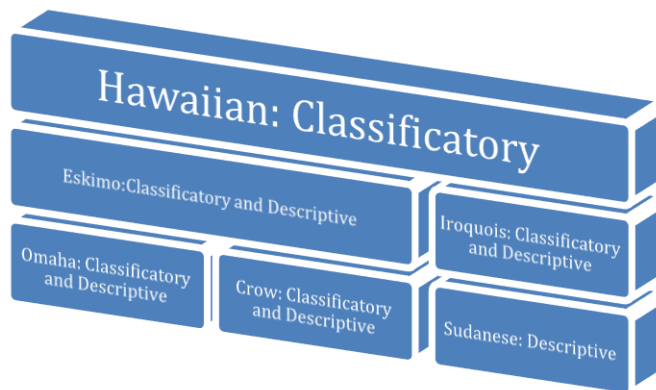 Hawaiian: Classificatory
Eskimo:Classificatory and Descriptive
Iroquois: Classificatory
and Descriptive
Omaha: Classificatory
and Descriptive
Crow: Classificatory
and Descriptive
Sudanese: Descriptive